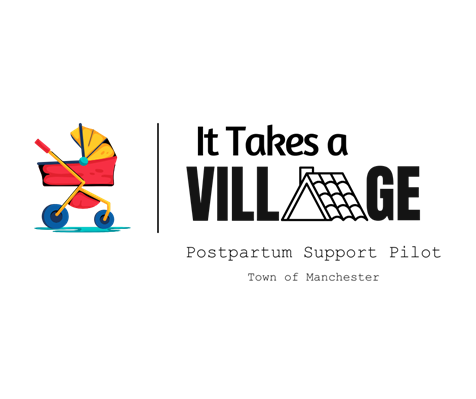 It Takes a
VILLAGE
Postpartum Support Pilot
Town of Manchester